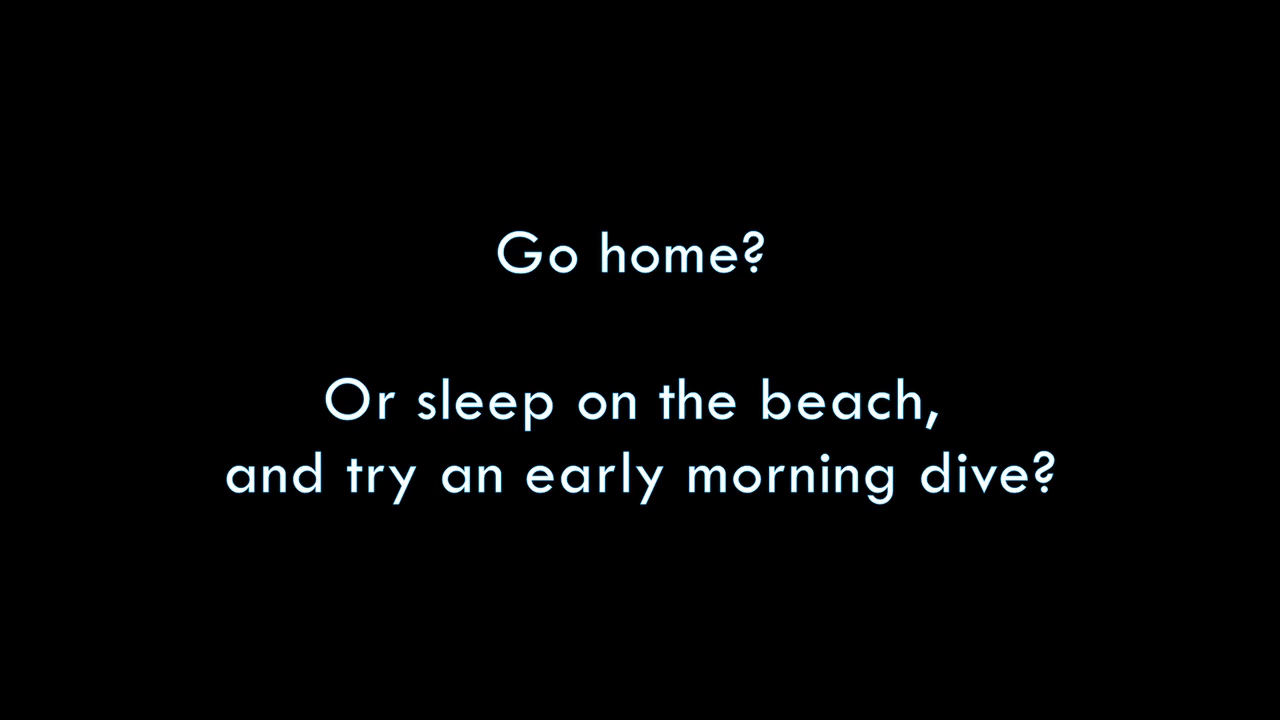 Go home?
Or sleep on the beach,
and try an early morning dive?